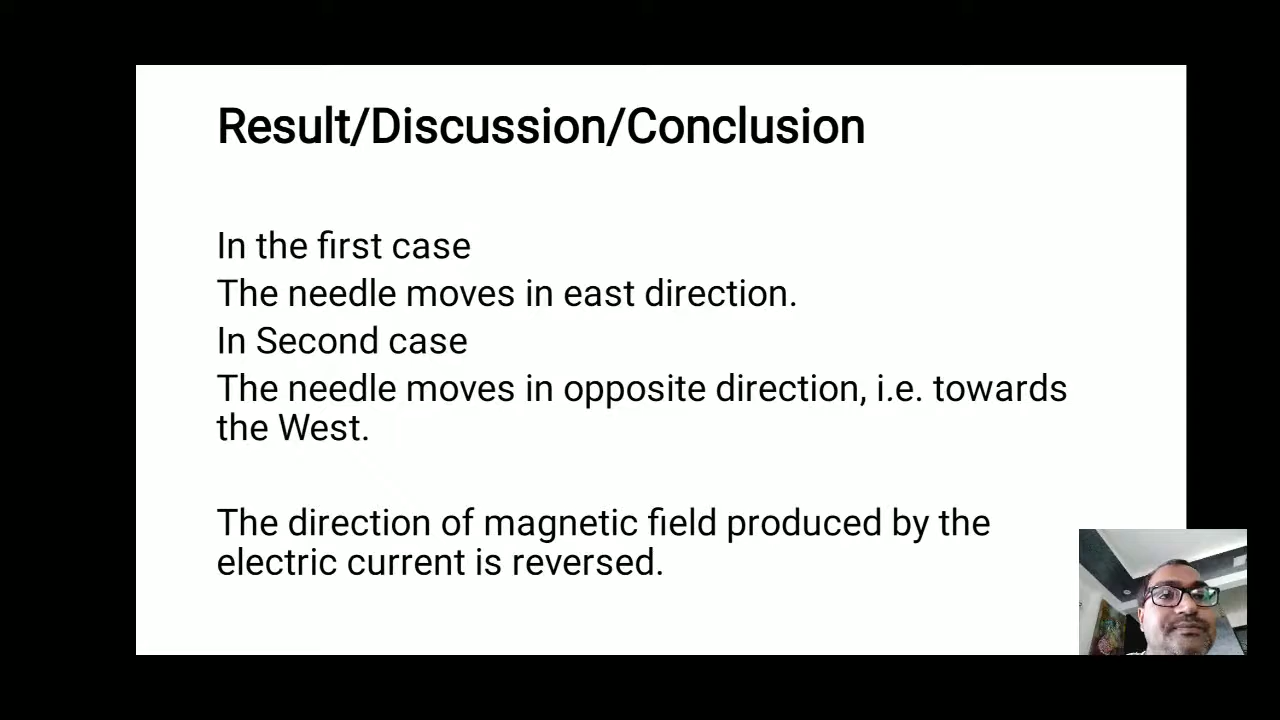 Result/Discussion/Conclusion
In the first case
The needle moves in east direction.
In Second case
The needle moves in opposite direction, i.e. towards
the West.
The direction of magnetic field produced by the
electric current is reversed.